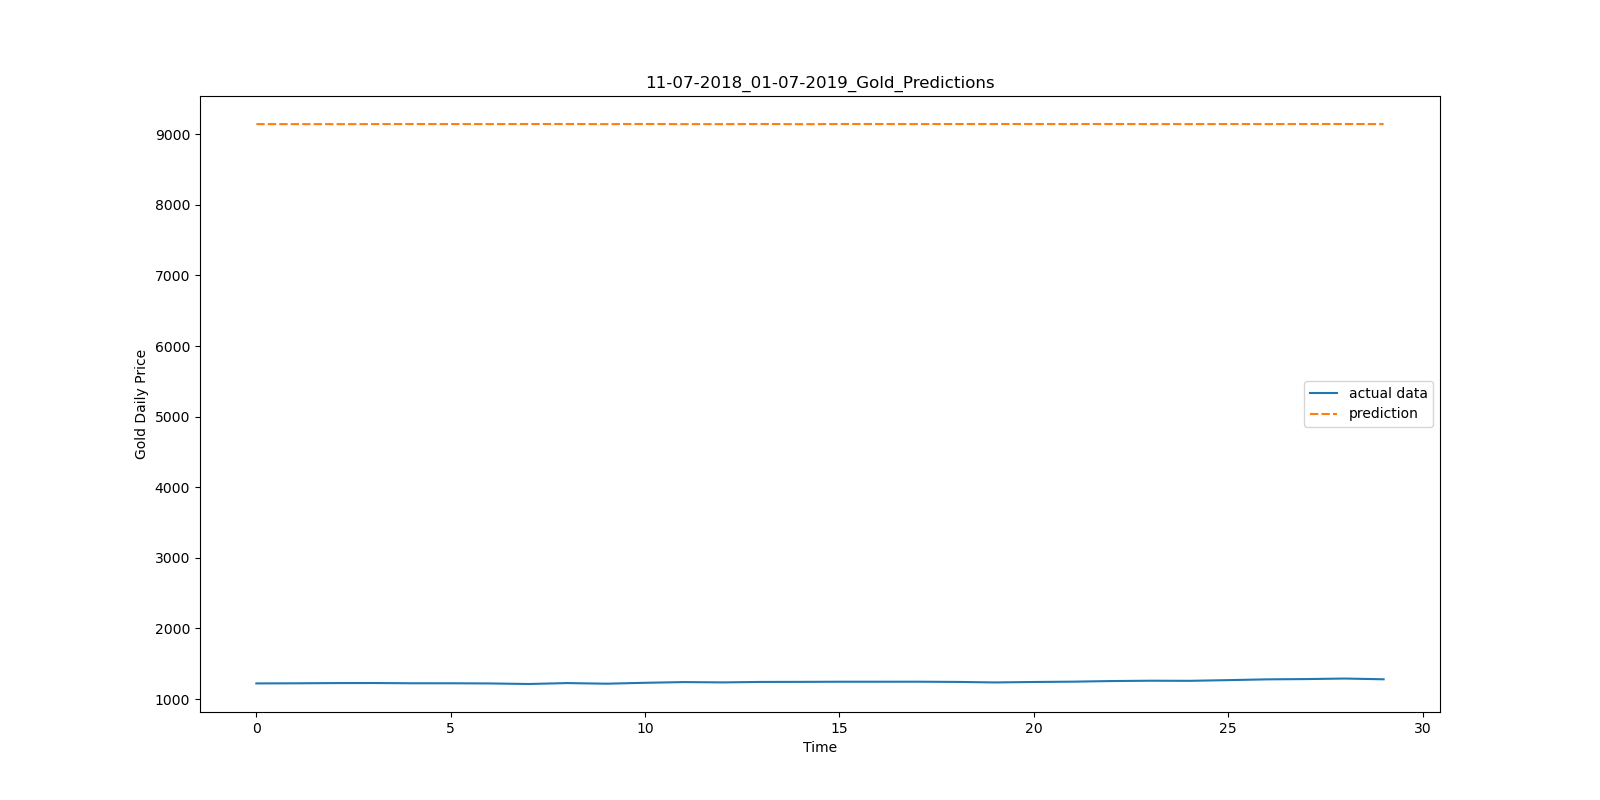 11-07-2018_01-07-2019_Gold_Predictions
9000
8000
7000
6000
5000
4000
3000
2000
1000
Gold Daily Price
actual data
prediction
0 5 10 15 20 25 30
Time